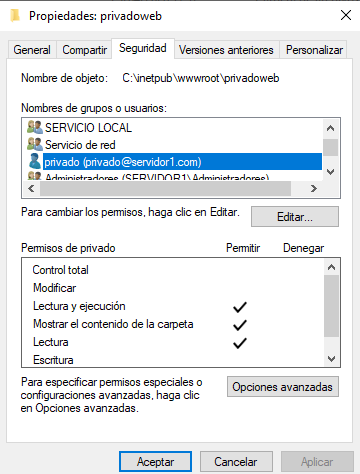 Propiedades: privadoweb
General Compartir Seguridad Versiones anteriores Personalizar
Nombre de objeto: C:\inetpub\wwwroot\privadoweb
Nombres de grupos o usuarios:
SERVICIO LOCAL
Servicio de red
privado (privado@servidor1.com)
Administradores (SERVIDOR1\Administradores)
Para cambiar los permisos, haga clic en Editar.
Editar...
Permisos de privado Permitir Denegar
Control total
Modificar
Lectura y ejecución
Mostrar el contenido de la carpeta
Lectura
Escritura
Para especificar permisos especiales o
configuraciones avanzadas, haga clic
en Opciones avanzadas.
Opciones avanzadas
Aceptar Cancelar Aplicar